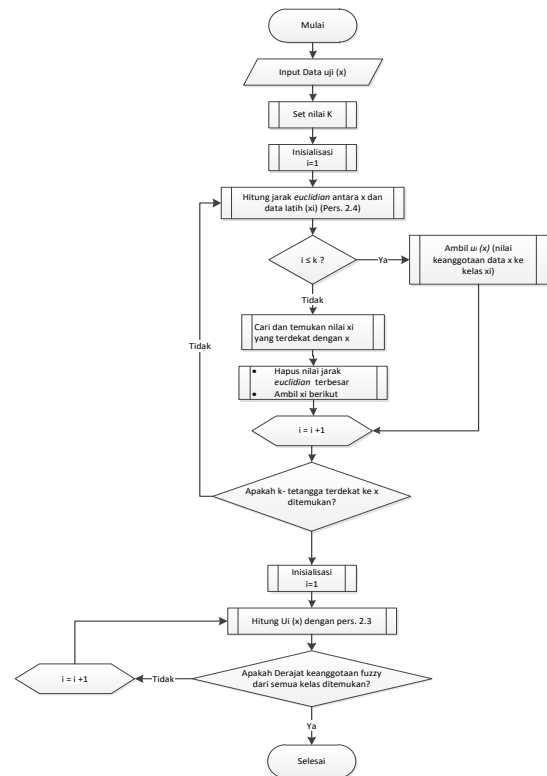 Mulai
Input Data uji (x)
Set nilai K
Inisialisasi
i=1
Hitung jarak euclidian antara x dan
data latih (xi) (Pers. 2.4)
i ≤ k ?
Ya
Ambil ui (x) (nilai
keanggotaan data x ke
kelas xi)
Tidak
Cari dan temukan nilai xi
yang terdekat dengan x
Tidak
• Hapus nilai jarak
euclidian terbesar
• Ambil xi berikut
i = i +1
Apakah k- tetangga terdekat ke x
ditemukan?
Inisialisasi
i=1
Hitung Ui (x) dengan pers. 2.3
Apakah Derajat keanggotaan fuzzy
dari semua kelas ditemukan?
Tidak
i = i +1
Ya
Selesai